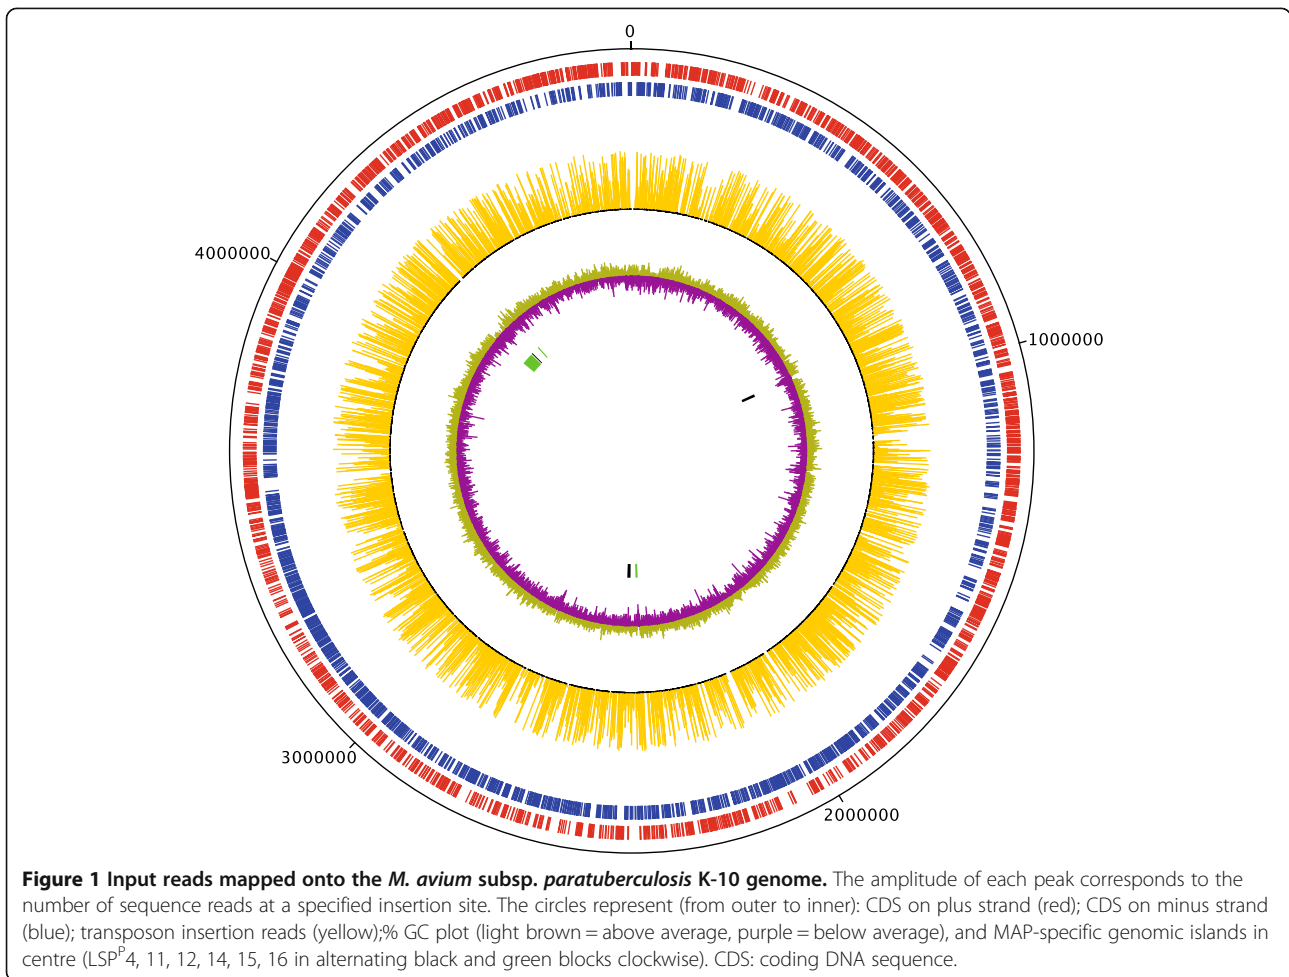 0
4000000
1000000
3000000
2000000
Figure 1 Input reads mapped onto the M. avium subsp. paratuberculosis K-10 genome. The amplitude of each peak corresponds to the
number of sequence reads at a specified insertion site. The circles represent (from outer to inner): CDS on plus strand (red); CDS on minus strand
(blue); transposon insertion reads (yellow);% GC plot (light brown = above average, purple = below average), and MAP-specific genomic islands in
centre (LSPᴾ4, 11, 12, 14, 15, 16 in alternating black and green blocks clockwise). CDS: coding DNA sequence.